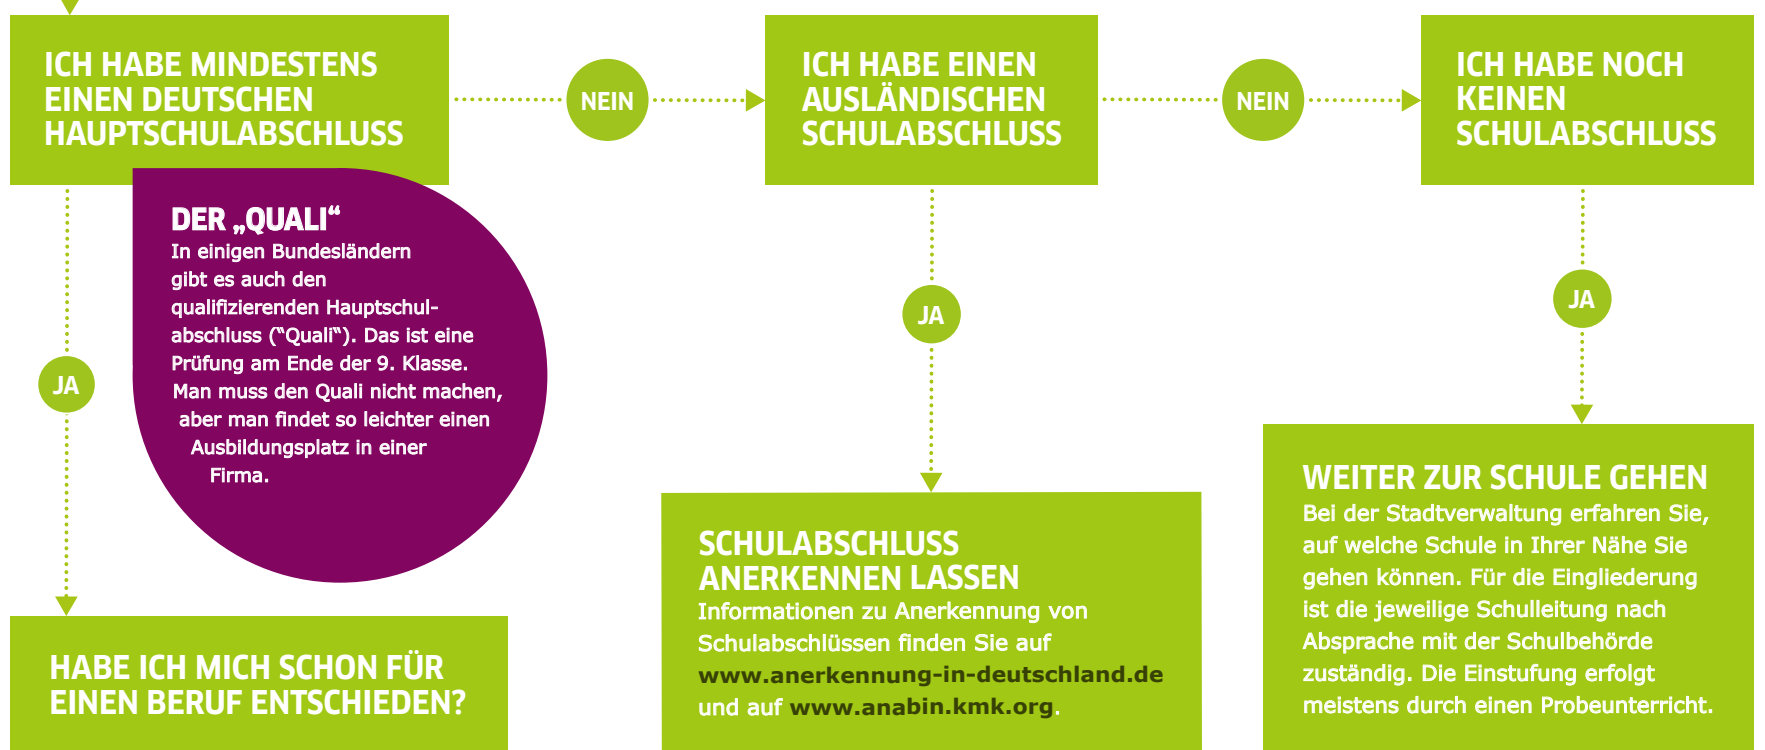 ICH HABE MINDESTENS
EINEN DEUTSCHEN
HAUPTSCHULABSCHLUSS
NEIN
ICH HABE EINEN
AUSLÄNDISCHEN
SCHULABSCHLUSS
NEIN
ICH HABE NOCH
KEINEN
SCHULABSCHLUSS
DER „QUALI“
In einigen Bundesländern
gibt es auch den
qualifizierenden Hauptschul-
abschluss (“Quali“). Das ist eine
Prüfung am Ende der 9. Klasse.
Man muss den Quali nicht machen,
aber man findet so leichter einen
Ausbildungsplatz in einer
Firma.
JA
JA
JA
HABE ICH MICH SCHON FÜR
EINEN BERUF ENTSCHIEDEN?
SCHULABSCHLUSS
ANERKENNEN LASSEN
Informationen zu Anerkennung von
Schulabschlüssen finden Sie auf
www.anerkennung-in-deutschland.de
und auf www.anabin.kmk.org.
WEITER ZUR SCHULE GEHEN
Bei der Stadtverwaltung erfahren Sie,
auf welche Schule in Ihrer Nähe Sie
gehen können. Für die Eingliederung
ist die jeweilige Schulleitung nach
Absprache mit der Schulbehörde
zuständig. Die Einstufung erfolgt
meistens durch einen Probeunterricht.